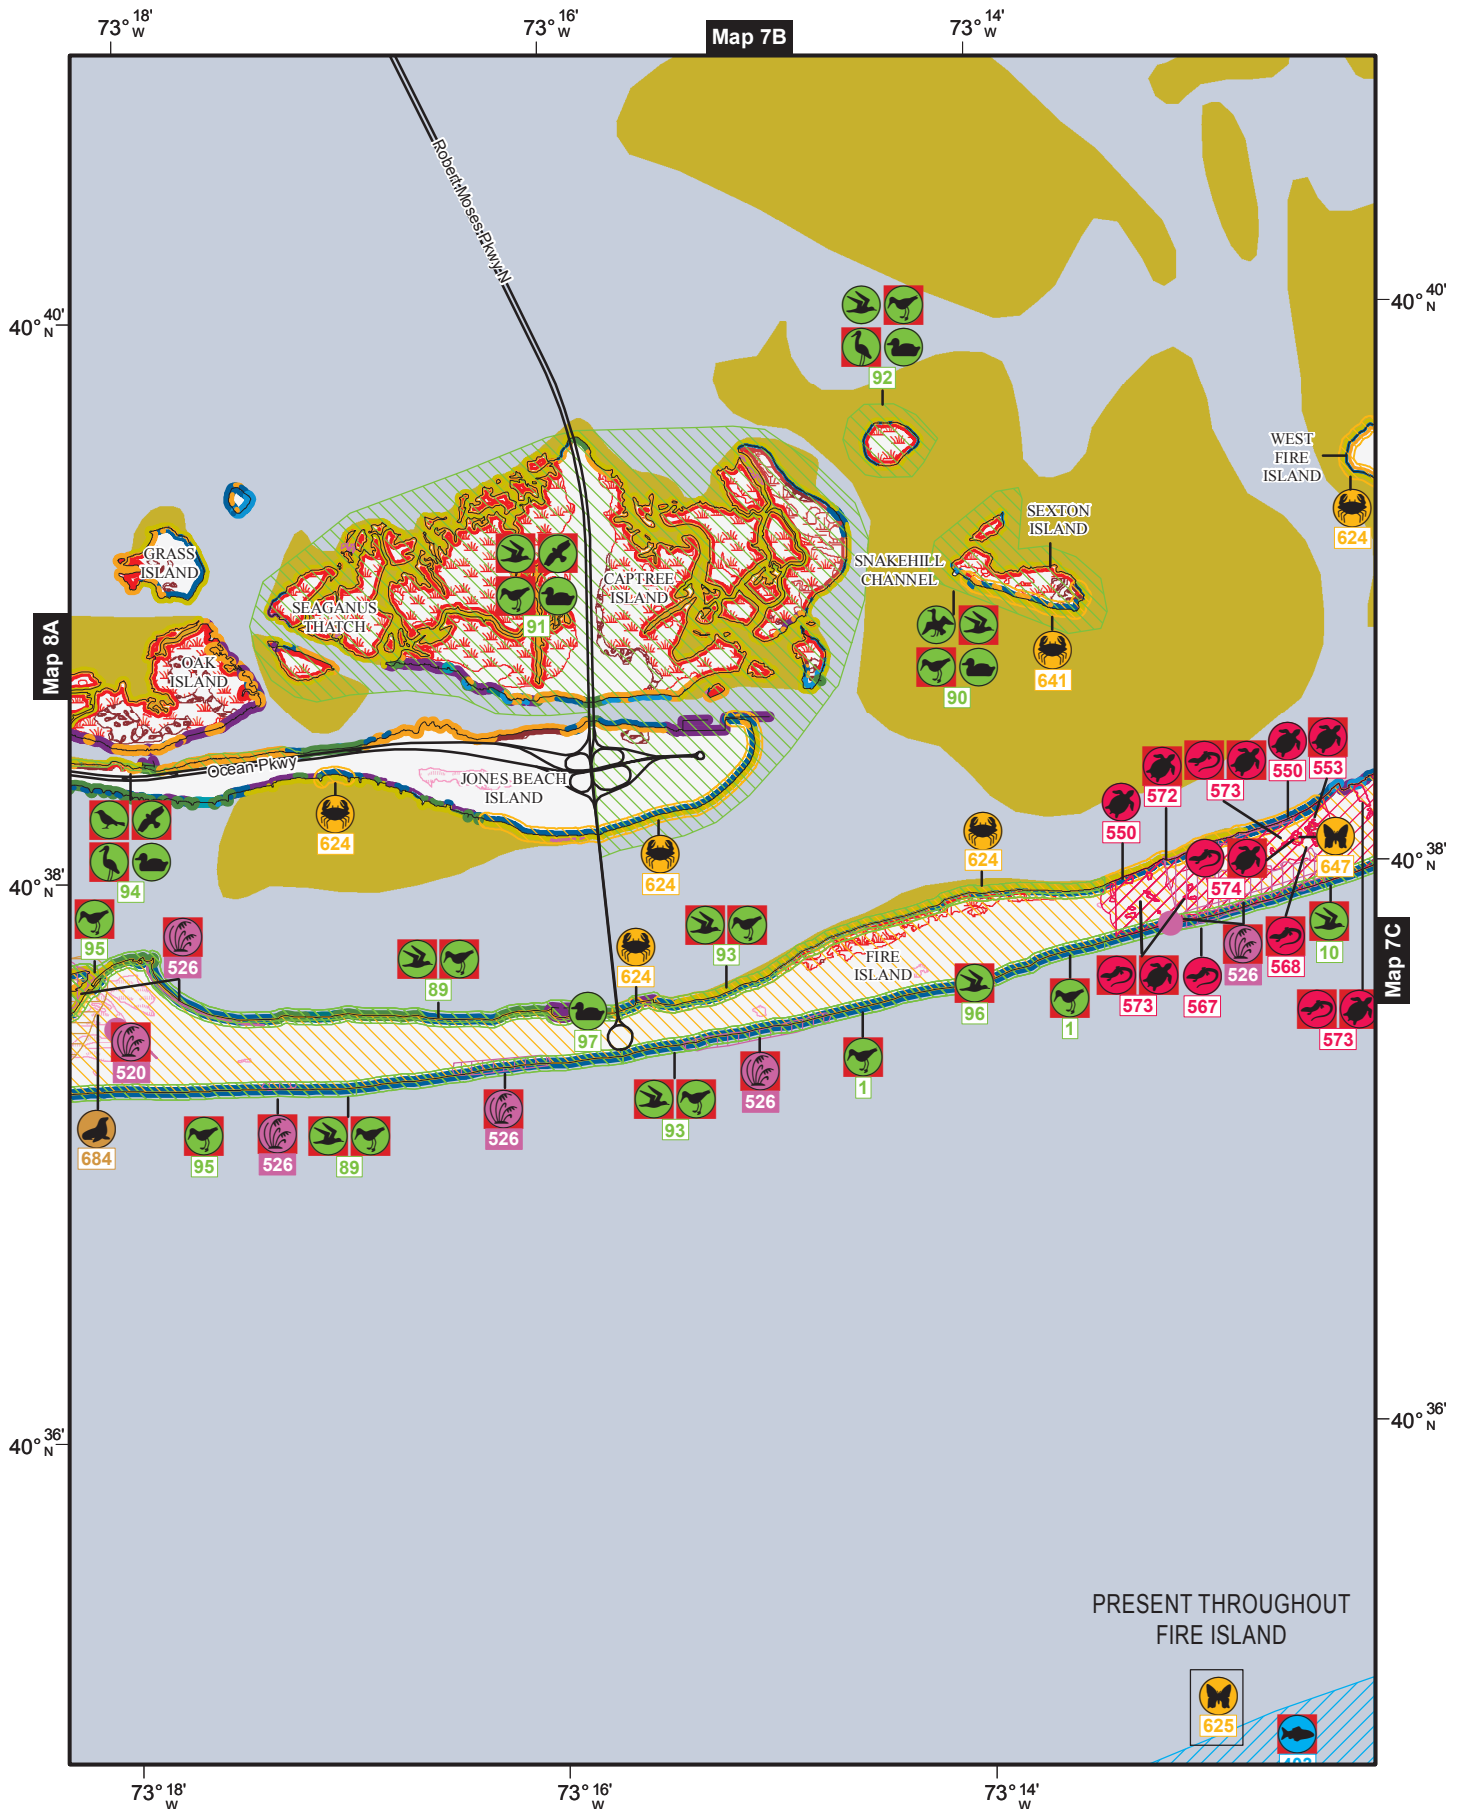 73° 18' W
73° 16' W
Map 7B
73° 14' W
Robert Moses Pkwy N
40° 40' N
40° 40' N
92
WEST
FIRE
ISLAND
624
SEXTON
ISLAND
GRASS
ISLAND
SNAKEHILL
CHANNEL
CAPTREE
ISLAND
SEAGANUS
THATCH
91
Map 8A
OAK
ISLAND
641
90
Ocean Pkwy
JONES BEACH
ISLAND
550
553
572
573
550
624
624
624
647
40° 38' N
40° 38' N
94
574
95
526
93
10
526
568
89
624
FIRE
ISLAND
Map 7C
96
573
567
1
573
97
520
526
1
93
684
95
526
89
526
40° 36' N
40° 36' N
PRESENT THROUGHOUT
FIRE ISLAND
625
73° 18' W
73° 16' W
73° 14' W